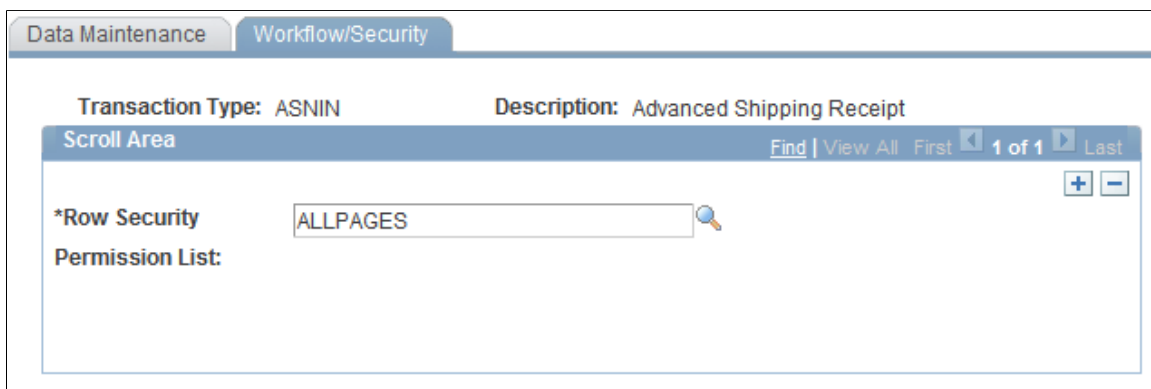 Data Maintenance Workflow/Security
Transaction Type: ASNIN Description: Advanced Shipping Receipt
Scroll Area Find | View All First 1 of 1 Last
*Row Security ALLPAGES
Permission List: